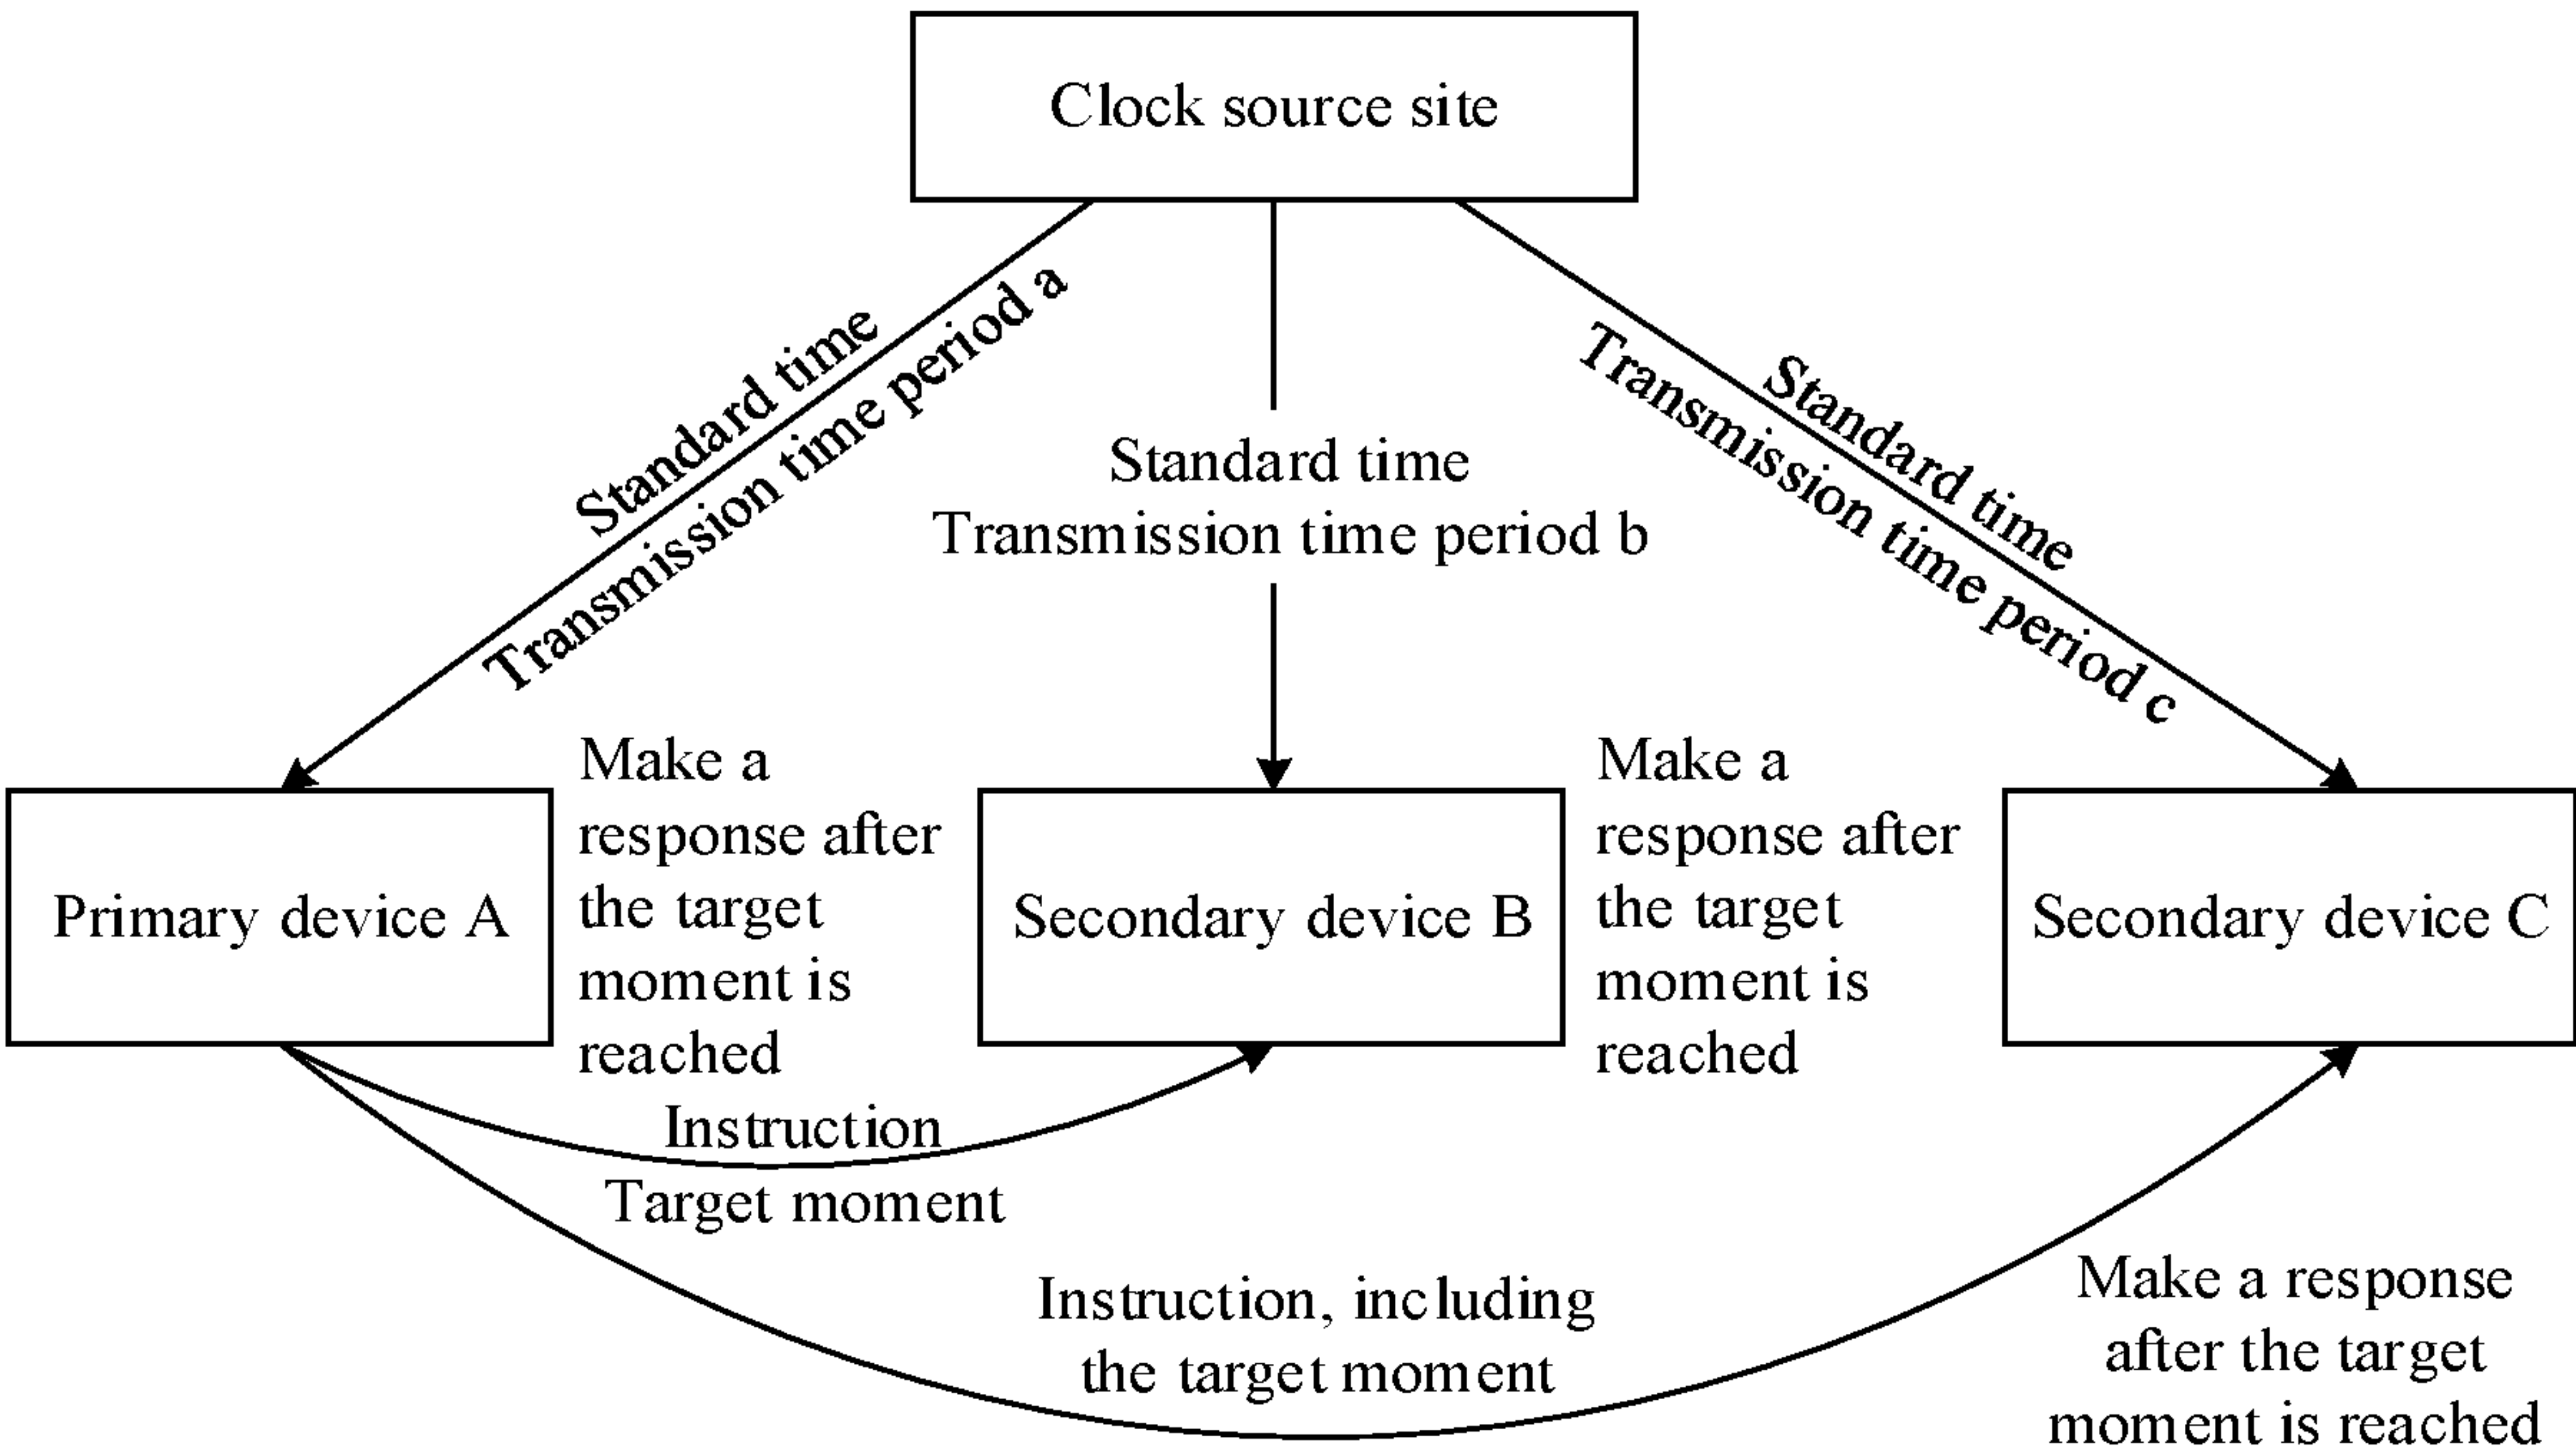 Clock source site
Standard time
Transmission time period a
Standard time
Transmission time period b
Standard time
Transmission time period c
Primary device A
Make a
response after
the target
moment is
reached
Secondary device B
Make a
response after
the target
moment is
reached
Secondary device C
Instruction
Target moment
Instruction, including
the target moment
Make a response
after the target
moment is reached